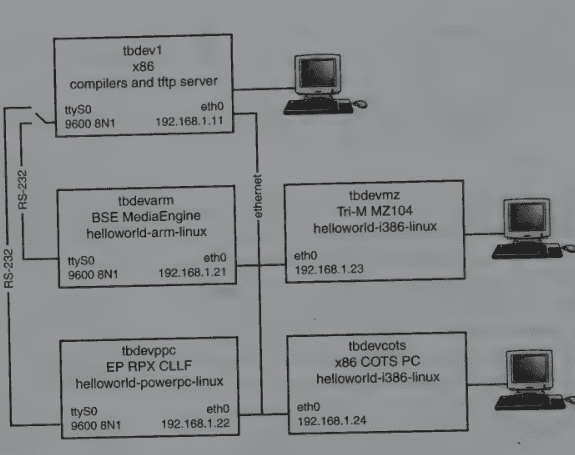 tbdev1
x86
compilers and tftp server
ttyS0 eth0
9600 8N1 192.168.1.11
RS-232
RS-232
ethernet
tbdevarm
BSE MediaEngine
helloworld-arm-linux
ttyS0 eth0
9600 8N1 192.168.1.21
tbdevmz
Tri-M MZ104
helloworld-i386-linux
eth0
192.168.1.23
tbdevppc
EP RPX CLLF
helloworld-powerpc-linux
ttyS0 eth0
9600 8N1 192.168.1.22
tbdevcots
x86 COTS PC
helloworld-i386-linux
eth0
192.168.1.24